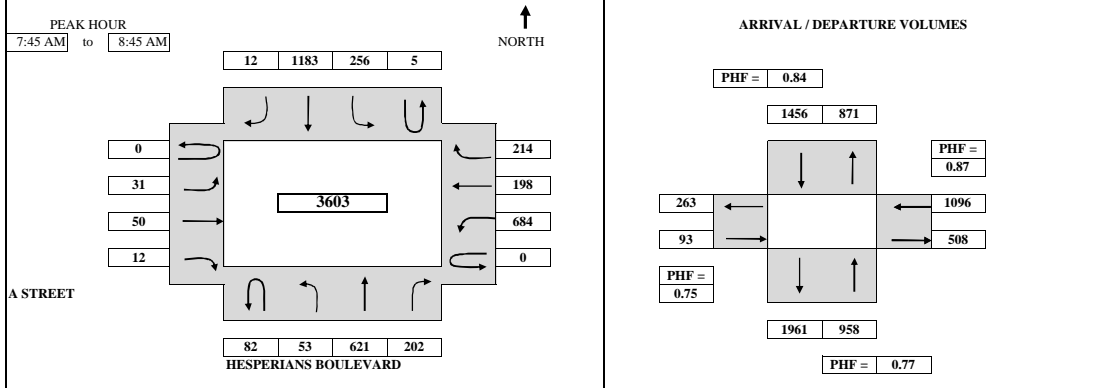 PEAK HOUR
7:45 AM to 8:45 AM
NORTH
12 1183 256 5
0
31
50
12
3603
214
198
684
0
A STREET
82 53 621 202
HESPERIANS BOULEVARD
ARRIVAL / DEPARTURE VOLUMES
PHF = 0.84
1456 871
PHF =
0.87
263
93
1096
508
PHF =
0.75
1961 958
PHF = 0.77